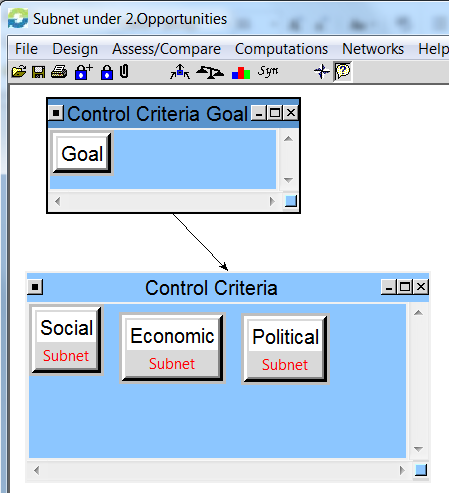 Subnet under 2.Opportunities
File Design Assess/Compare Computations Networks Help
Syn
Control Criteria Goal
Goal
Control Criteria
Social Economic Political
Subnet Subnet Subnet